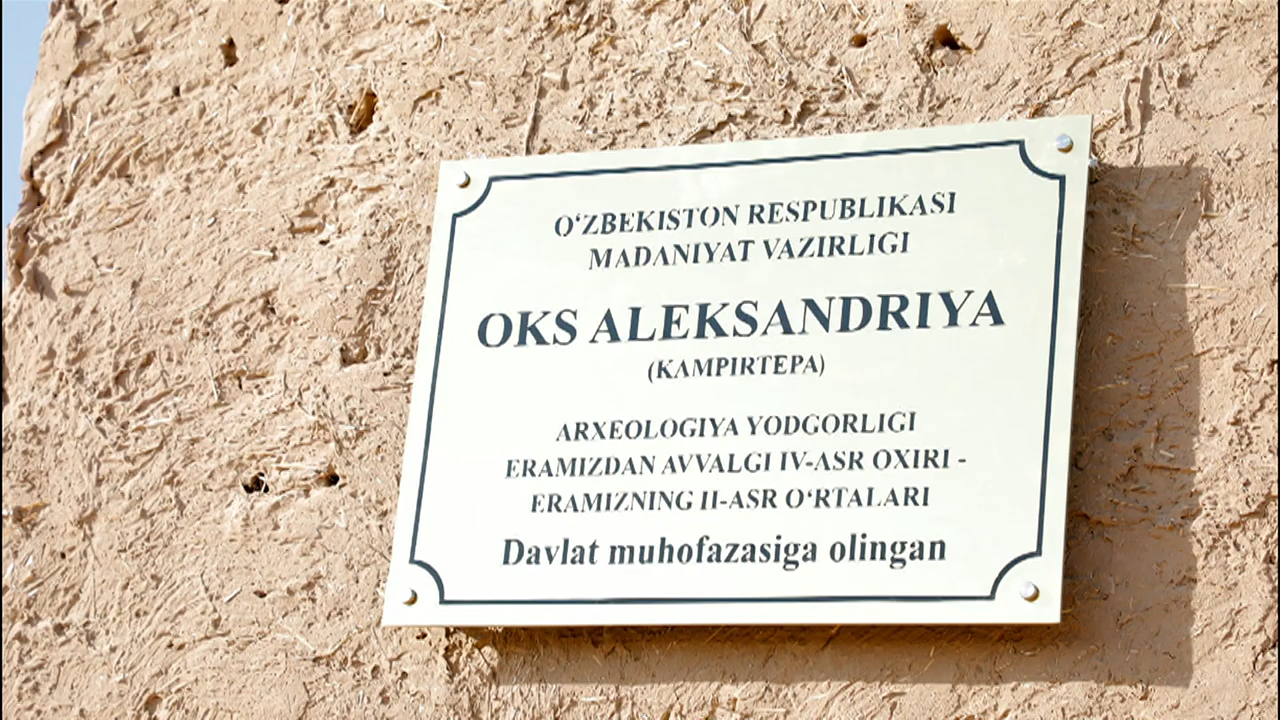 O‘ZBEKISTON RESPUBLIKASI
MADANIYAT VAZIRLIGI
OKS ALEKSANDRIYA
(KAMPIRTEPA)
ARXEOLOGIYA YODGORLIGI
ERAMIZDAN AVVALGI IV-ASR OXIRI -
ERAMIZNING II-ASR O‘RTALARI
Davlat muhofazasiga olingan